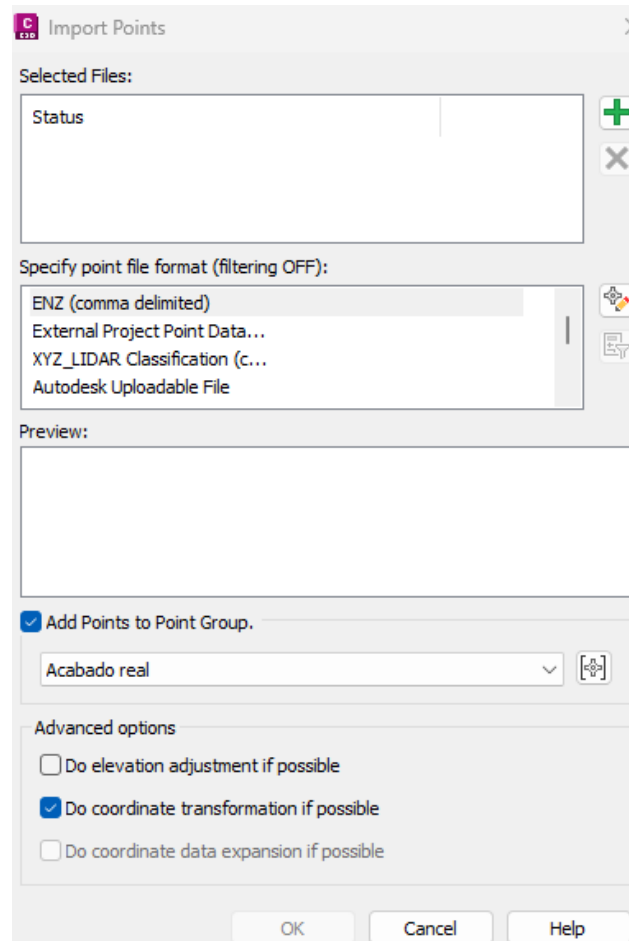 C
C3D
Import Points
Selected Files:
Status
Specify point file format (filtering OFF):
ENZ (comma delimited)
External Project Point Data...
XYZ_LIDAR Classification (c...
Autodesk Uploadable File
Preview:
Add Points to Point Group.
Acabado real
Advanced options
Do elevation adjustment if possible
Do coordinate transformation if possible
Do coordinate data expansion if possible
OK Cancel Help